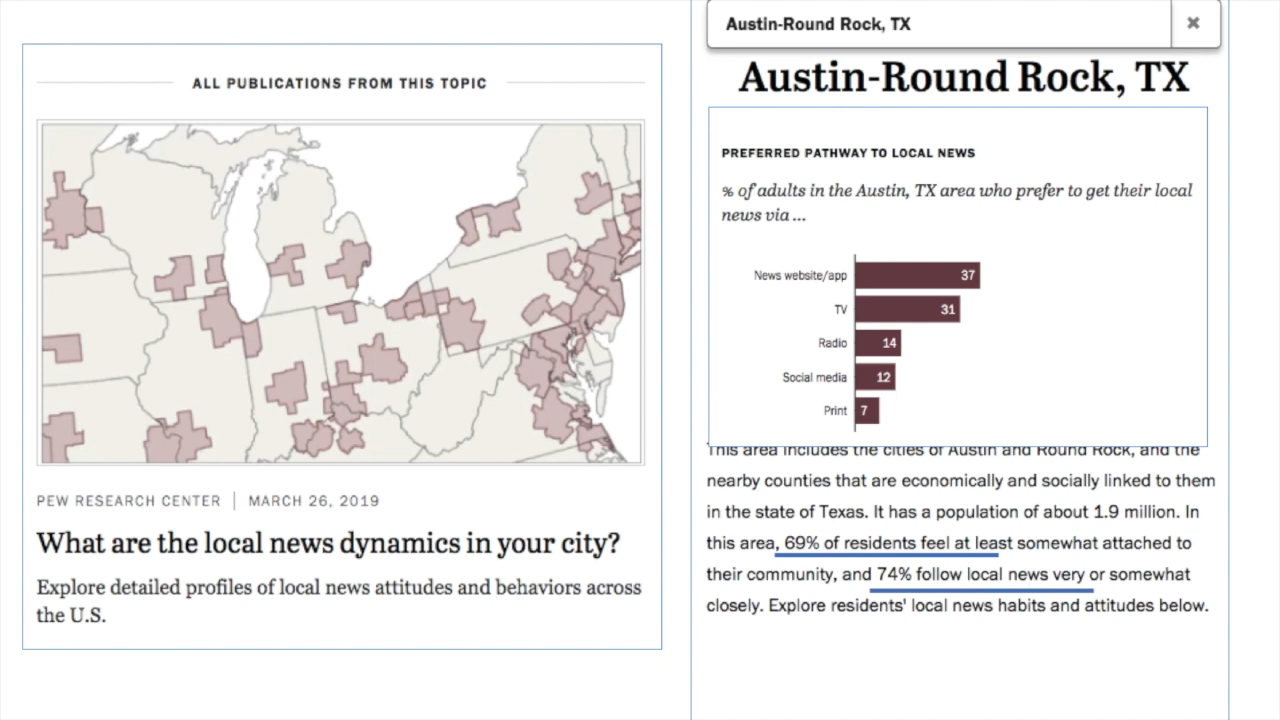 ALL PUBLICATIONS FROM THIS TOPIC
PEW RESEARCH CENTER | MARCH 26, 2019
What are the local news dynamics in your city?
Explore detailed profiles of local news attitudes and behaviors across
the U.S.
Austin-Round Rock, TX ✖
Austin-Round Rock, TX
PREFERRED PATHWAY TO LOCAL NEWS
% of adults in the Austin, TX area who prefer to get their local
news via ...
News website/app 37
TV 31
Radio 14
Social media 12
Print 7
This area includes the cities of Austin and Round Rock, and the
nearby counties that are economically and socially linked to them
in the state of Texas. It has a population of about 1.9 million. In
this area, 69% of residents feel at least somewhat attached to
their community, and 74% follow local news very or somewhat
closely. Explore residents' local news habits and attitudes below.